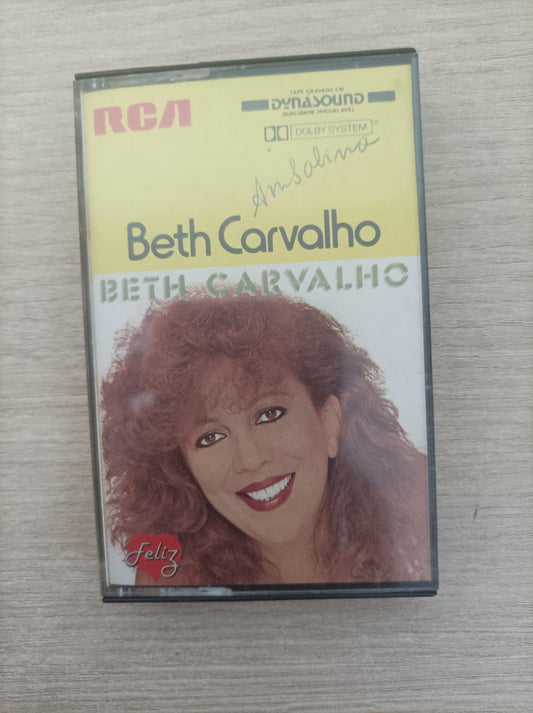 RCA
TAPE GRAVADO EM
DYNASOUND
QUALIDADE INIGUALÁVEL
DOLBY SYSTEM
Beth Carvalho
BETH CARVALHO
Feliz